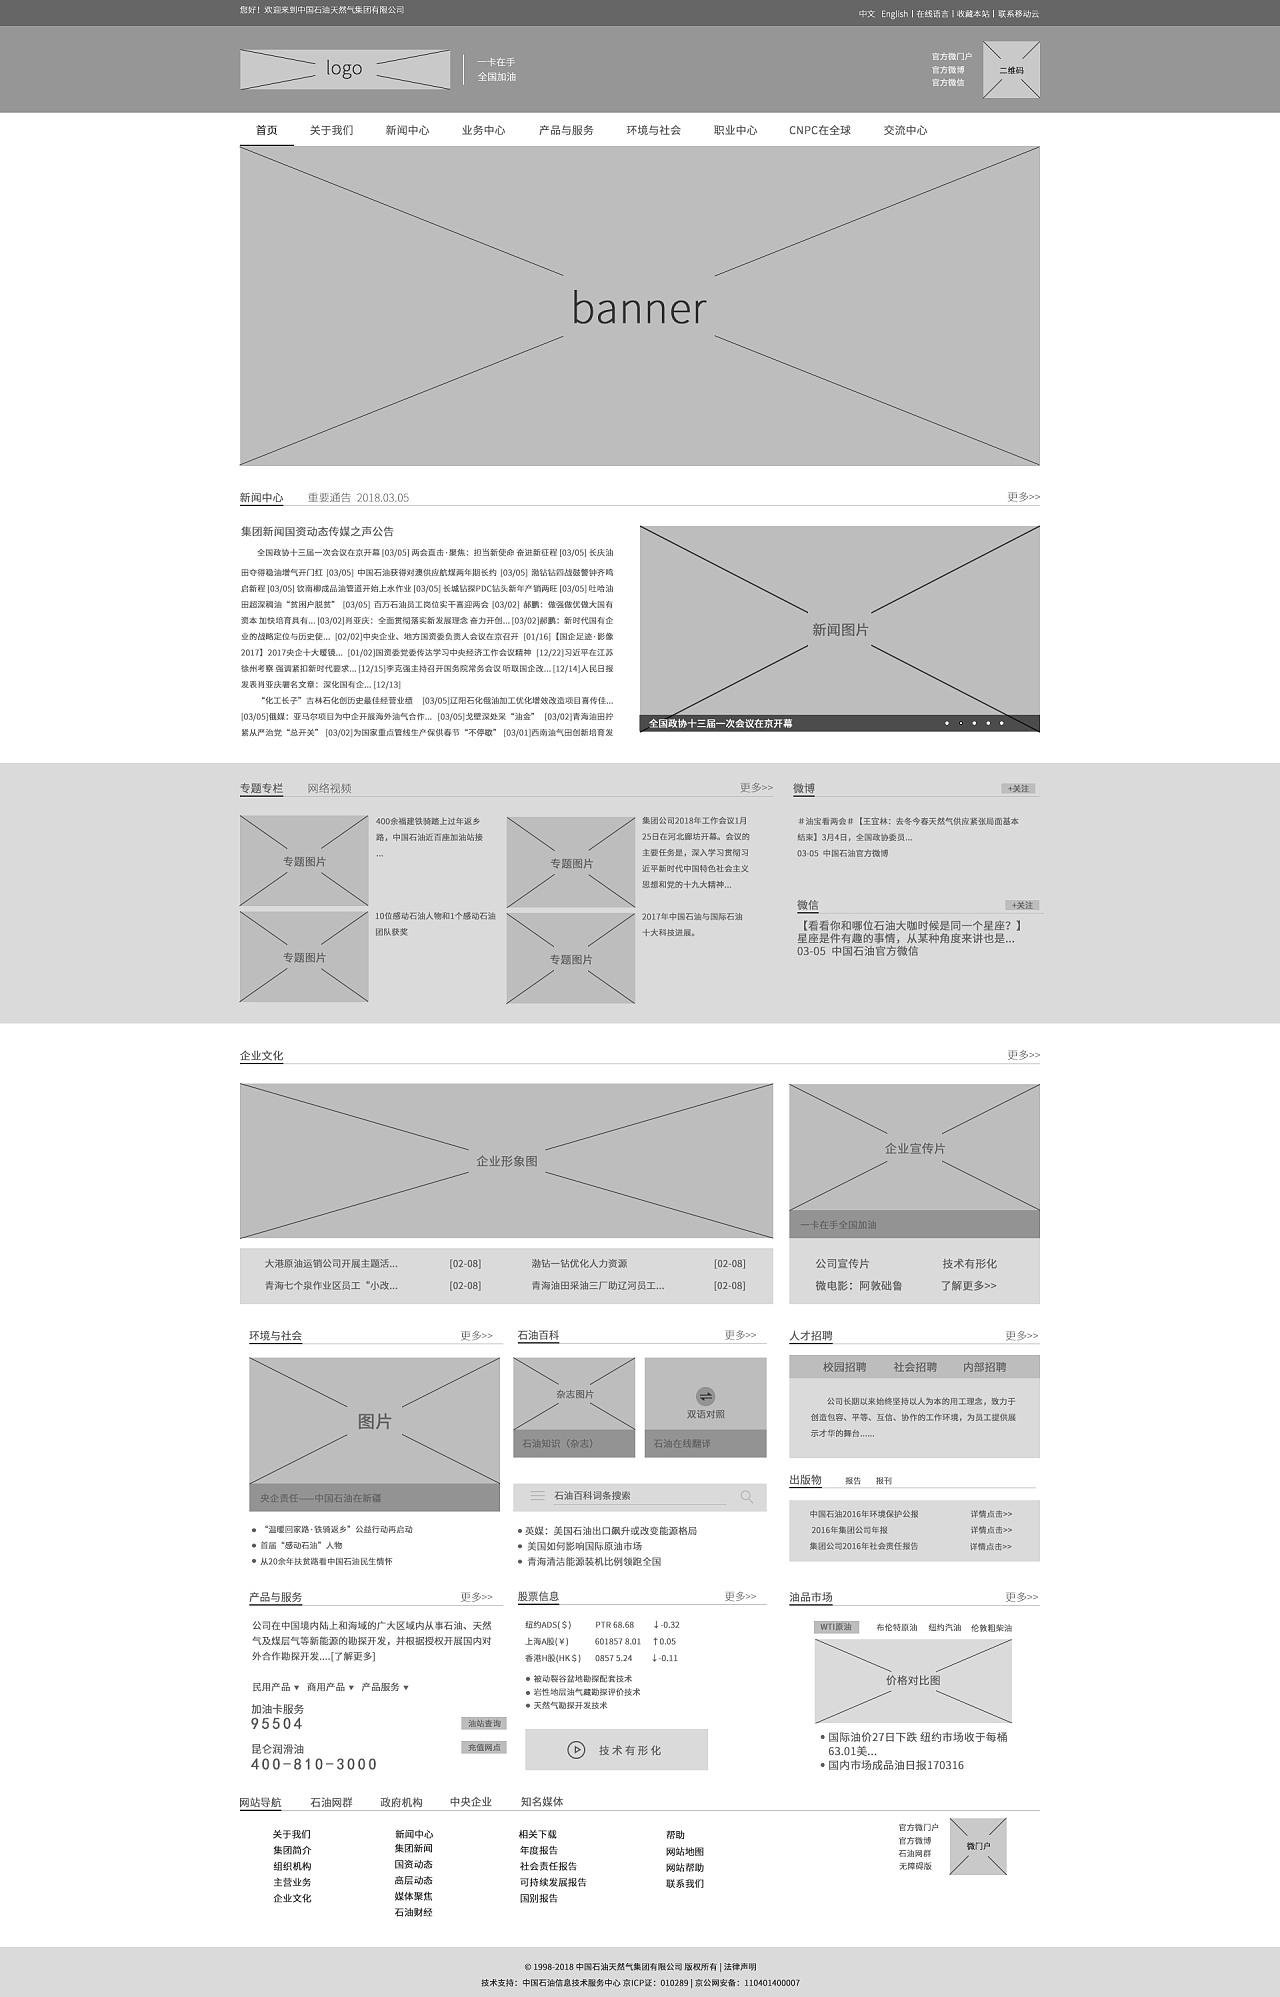 您好！欢迎来到中国石油天然气集团有限公司
中文 English | 在线语言 | 收藏本站 | 联系移动云
logo
一卡在手
全国加油
官方微门户
官方微博
官方微信
二维码
首页 关于我们 新闻中心 业务中心 产品与服务 环境与社会 职业中心 CNPC在全球 交流中心
banner
新闻中心 重要通告 2018.03.05 更多>>
集团新闻国资动态传媒之声公告
全国政协十三届一次会议在京开幕 [03/05] 两会直击·聚焦：担当新使命 奋进新征程 [03/05] 长庆油
田夺得稳油增气开门红 [03/05] 中国石油获得对澳供应航煤两年期长约 [03/05] 渤钻钻四战鼓警钟齐鸣
启新程 [03/05] 钦南柳成品油管道开始上水作业 [03/05] 长城钻探PDC钻头新年产销两旺 [03/05] 吐哈油
田超深稠油“贫困户脱贫” [03/05] 百万石油员工岗位实干喜迎两会 [03/02] 郝鹏：做强做优做大国有
资本 加快培育具有... [03/02]肖亚庆：全面贯彻落实新发展理念 奋力开创... [03/02]郝鹏：新时代国有企
业的战略定位与历史使... [02/02]中央企业、地方国资委负责人会议在京召开 [01/16]【国企足迹·影像
2017】2017央企十大暖镜... [01/02]国资委党委传达学习中央经济工作会议精神 [12/22]习近平在江苏
徐州考察 强调紧扣新时代要求... [12/15]李克强主持召开国务院常务会议 听取国企改... [12/14]人民日报
发表肖亚庆署名文章：深化国有企... [12/13]
“化工长子”吉林石化创历史最佳经营业绩 [03/05]辽阳石化俄油加工优化增效改造项目喜传佳...
[03/05]俄媒：亚马尔项目为中企开展海外油气合作... [03/05]戈壁深处采“油金” [03/02]青海油田拧
紧从严治党“总开关” [03/02]为国家重点管线生产保供春节“不停歇” [03/01]西南油气田创新培育发
新闻图片
全国政协十三届一次会议在京开幕
专题专栏 网络视频 更多>>
专题图片
400余福建铁骑踏上过年返乡
路，中国石油近百座加油站接
...
专题图片
集团公司2018年工作会议1月
25日在河北廊坊开幕。会议的
主要任务是，深入学习贯彻习
近平新时代中国特色社会主义
思想和党的十九大精神...
专题图片
10位感动石油人物和1个感动石油
团队获奖
专题图片
2017年中国石油与国际石油
十大科技进展。
微博 +关注
＃油宝看两会＃【王宜林：去冬今春天然气供应紧张局面基本
结束】3月4日，全国政协委员...
03-05 中国石油官方微博
微信 +关注
【看看你和哪位石油大咖时候是同一个星座？】
星座是件有趣的事情，从某种角度来讲也是...
03-05 中国石油官方微信
企业文化 更多>>
企业形象图
企业宣传片
一卡在手全国加油
大港原油运销公司开展主题活... [02-08] 渤钻一钻优化人力资源 [02-08]
青海七个泉作业区员工“小改... [02-08] 青海油田采油三厂助辽河员工... [02-08]
公司宣传片 技术有形化
微电影：阿敦础鲁 了解更多>>
环境与社会 更多>>
图片
央企责任——中国石油在新疆
“温暖回家路·铁骑返乡”公益行动再启动
首届“感动石油”人物
从20余年扶贫路看中国石油民生情怀
石油百科 更多>>
杂志图片
石油知识（杂志）
双语对照
石油在线翻译
石油百科词条搜索
英媒：美国石油出口飙升或改变能源格局
美国如何影响国际原油市场
青海清洁能源装机比例领跑全国
人才招聘 更多>>
校园招聘 社会招聘 内部招聘
公司长期以来始终坚持以人为本的用工理念，致力于
创造包容、平等、互信、协作的工作环境，为员工提供展
示才华的舞台......
出版物 报告 报刊
中国石油2016年环境保护公报 详情点击>>
2016年集团公司年报 详情点击>>
集团公司2016年社会责任报告 详情点击>>
产品与服务 更多>>
公司在中国境内陆上和海域的广大区域内从事石油、天然
气及煤层气等新能源的勘探开发，并根据授权开展国内对
外合作勘探开发....[了解更多]
民用产品▼ 商用产品▼ 产品服务▼
加油卡服务
95504 油站查询
昆仑润滑油 充值网点
400-810-3000
股票信息 更多>>
纽约ADS(＄) PTR 68.68 ↓-0.32
上海A股(￥) 601857 8.01 ↑0.05
香港H股(HK＄) 0857 5.24 ↓-0.11
被动裂谷盆地勘探配套技术
岩性地层油气藏勘探评价技术
天然气勘探开发技术
技术有形化
油品市场 更多>>
WTI原油 布伦特原油 纽约汽油 伦敦粗柴油
价格对比图
国际油价27日下跌 纽约市场收于每桶
63.01美...
国内市场成品油日报170316
网站导航 石油网群 政府机构 中央企业 知名媒体
关于我们
集团简介
组织机构
主营业务
企业文化
新闻中心
集团新闻
国资动态
高层动态
媒体聚焦
石油财经
相关下载
年度报告
社会责任报告
可持续发展报告
国别报告
帮助
网站地图
网站帮助
联系我们
官方微门户
官方微博
石油网群
无障碍版
微门户
© 1998-2018 中国石油天然气集团有限公司 版权所有 | 法律声明
技术支持：中国石油信息技术服务中心 京ICP证：010289 | 京公网安备：110401400007